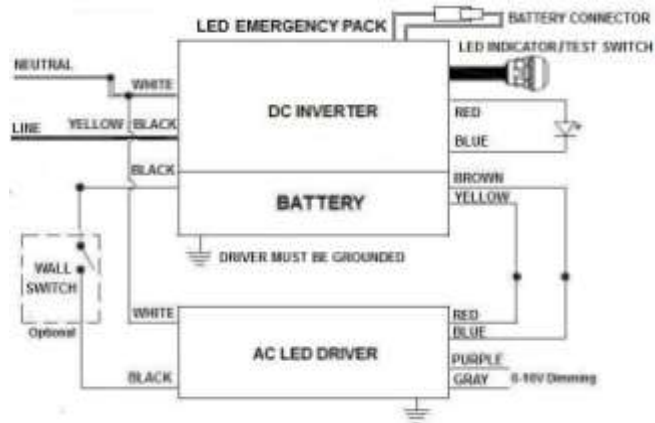 LED EMERGENCY PACK
BATTERY CONNECTOR
LED INDICATOR/TEST SWITCH
NEUTRAL
WHITE
DC INVERTER
RED
LINE
YELLOW BLACK
BLUE
BLACK
BROWN
BATTERY
YELLOW
DRIVER MUST BE GROUNDED
WALL
SWITCH
Optional
WHITE
RED
BLUE
AC LED DRIVER
PURPLE
BLACK
GRAY
0-10V Dimming